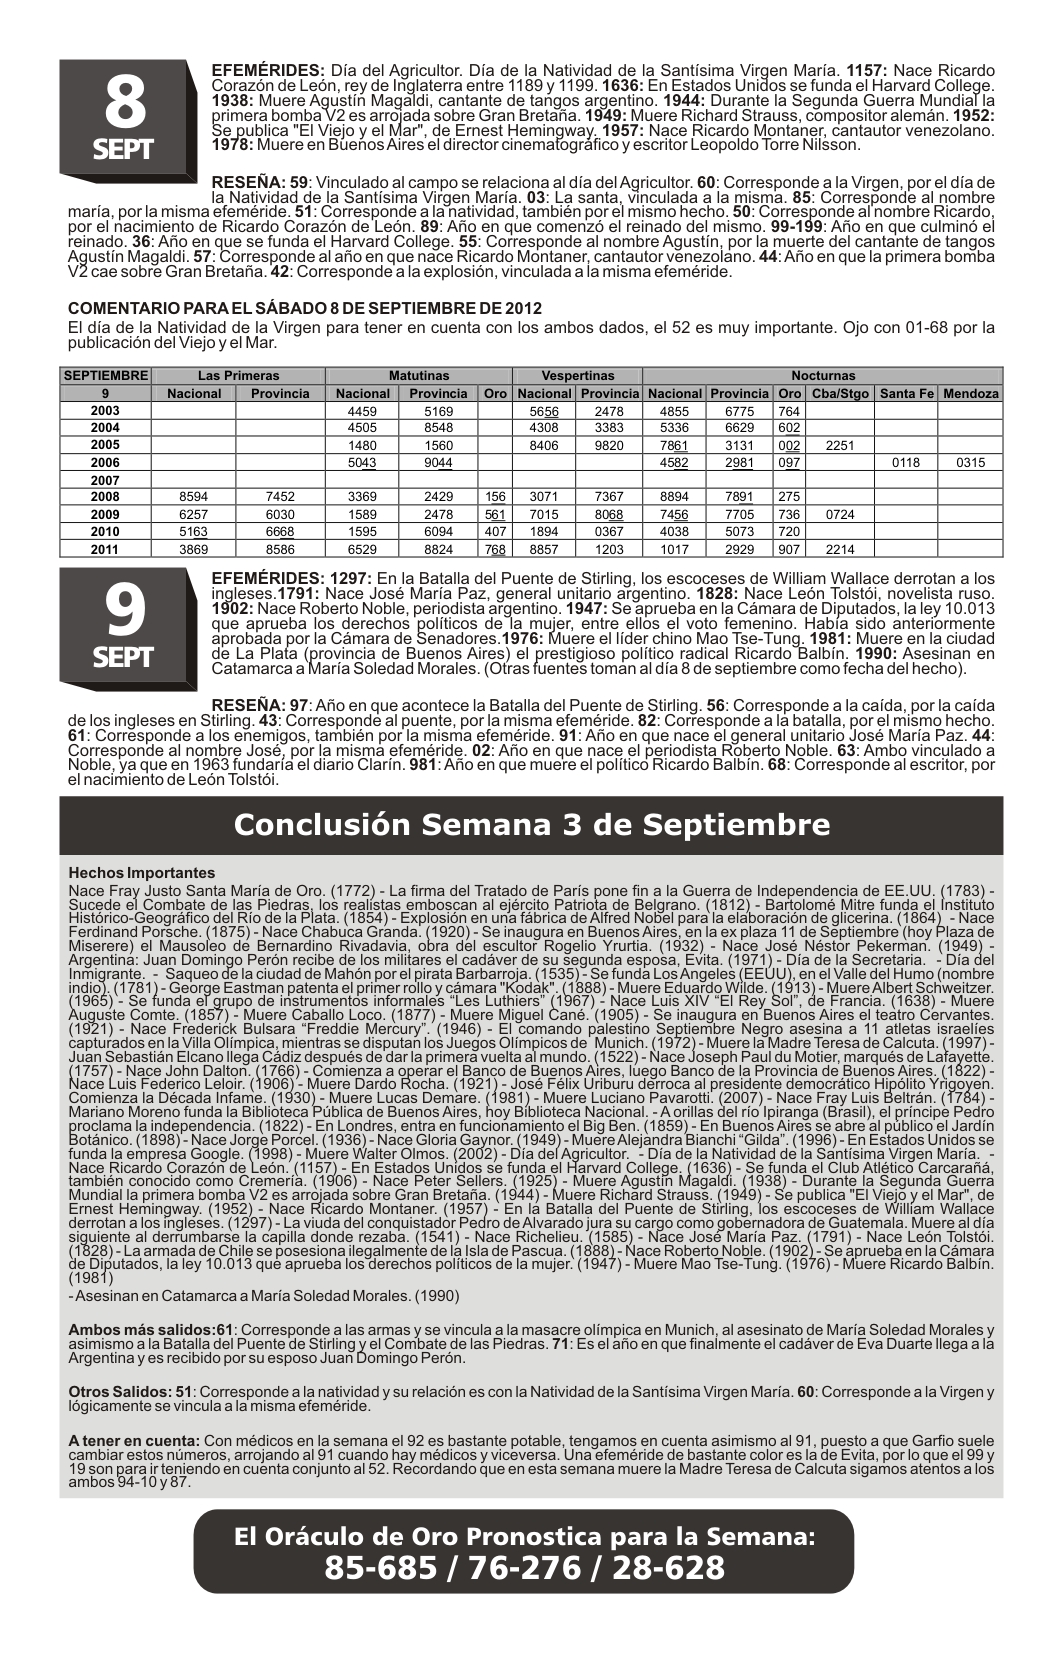 8
SEPT
EFEMÉRIDES: Día del Agricultor. Día de la Natividad de la Santísima Virgen María. 1157: Nace Ricardo
Corazón de León, rey de Inglaterra entre 1189 y 1199. 1636: En Estados Unidos se funda el Harvard College.
1938: Muere Agustín Magaldi, cantante de tangos argentino. 1944: Durante la Segunda Guerra Mundial la
primera bomba V2 es arrojada sobre Gran Bretaña. 1949: Muere Richard Strauss, compositor alemán. 1952:
Se publica "El Viejo y el Mar", de Ernest Hemingway. 1957: Nace Ricardo Montaner, cantautor venezolano.
1978: Muere en Buenos Aires el director cinematográfico y escritor Leopoldo Torre Nilsson.
RESEÑA: 59: Vinculado al campo se relaciona al día del Agricultor. 60: Corresponde a la Virgen, por el día de
la Natividad de la Santísima Virgen María. 03: La santa, vinculada a la misma. 85: Corresponde al nombre
maría, por la misma efeméride. 51: Corresponde a la natividad, también por el mismo hecho. 50: Corresponde al nombre Ricardo,
por el nacimiento de Ricardo Corazón de León. 89: Año en que comenzó el reinado del mismo. 99-199: Año en que culminó el
reinado. 36: Año en que se funda el Harvard College. 55: Corresponde al nombre Agustín, por la muerte del cantante de tangos
Agustín Magaldi. 57: Corresponde al año en que nace Ricardo Montaner, cantautor venezolano. 44: Año en que la primera bomba
V2 cae sobre Gran Bretaña. 42: Corresponde a la explosión, vinculada a la misma efeméride.
COMENTARIO PARA EL SÁBADO 8 DE SEPTIEMBRE DE 2012
El día de la Natividad de la Virgen para tener en cuenta con los ambos dados, el 52 es muy importante. Ojo con 01-68 por la
publicación del Viejo y el Mar.
SEPTIEMBRE Las Primeras Matutinas Vespertinas Nocturnas
9 Nacional Provincia Nacional Provincia Oro Nacional Provincia Nacional Provincia Oro Cba/Stgo Santa Fe Mendoza
2003 4459 5169 5656 2478 4855 6775 764
2004 4505 8548 4308 3383 5336 6629 602
2005 1480 1560 8406 9820 7861 3131 002 2251
2006 5043 9044 4582 2981 097 0118 0315
2007
2008 8594 7452 3369 2429 156 3071 7367 8894 7891 275
2009 6257 6030 1589 2478 561 7015 8068 7456 7705 736 0724
2010 5163 6668 1595 6094 407 1894 0367 4038 5073 720
2011 3869 8586 6529 8824 768 8857 1203 1017 2929 907 2214
9
SEPT
EFEMÉRIDES: 1297: En la Batalla del Puente de Stirling, los escoceses de William Wallace derrotan a los
ingleses.1791: Nace José María Paz, general unitario argentino. 1828: Nace León Tolstói, novelista ruso.
1902: Nace Roberto Noble, periodista argentino. 1947: Se aprueba en la Cámara de Diputados, la ley 10.013
que aprueba los derechos políticos de la mujer, entre ellos el voto femenino. Había sido anteriormente
aprobada por la Cámara de Senadores.1976: Muere el líder chino Mao Tse-Tung. 1981: Muere en la ciudad
de La Plata (provincia de Buenos Aires) el prestigioso político radical Ricardo Balbín. 1990: Asesinan en
Catamarca a María Soledad Morales. (Otras fuentes toman al día 8 de septiembre como fecha del hecho).
RESEÑA: 97: Año en que acontece la Batalla del Puente de Stirling. 56: Corresponde a la caída, por la caída
de los ingleses en Stirling. 43: Corresponde al puente, por la misma efeméride. 82: Corresponde a la batalla, por el mismo hecho.
61: Corresponde a los enemigos, también por la misma efeméride. 91: Año en que nace el general unitario José María Paz. 44:
Corresponde al nombre José, por la misma efeméride. 02: Año en que nace el periodista Roberto Noble. 63: Ambo vinculado a
Noble, ya que en 1963 fundaría el diario Clarín. 981: Año en que muere el político Ricardo Balbín. 68: Corresponde al escritor, por
el nacimiento de León Tolstói.
Conclusión Semana 3 de Septiembre
Hechos Importantes
Nace Fray Justo Santa María de Oro. (1772) - La firma del Tratado de París pone fin a la Guerra de Independencia de EE.UU. (1783) -
Sucede el Combate de las Piedras, los realistas emboscan al ejército Patriota de Belgrano. (1812) - Bartolomé Mitre funda el Instituto
Histórico-Geográfico del Río de la Plata. (1854) - Explosión en una fábrica de Alfred Nobel para la elaboración de glicerina. (1864) - Nace
Ferdinand Porsche. (1875) - Nace Chabuca Granda. (1920) - Se inaugura en Buenos Aires, en la ex plaza 11 de Septiembre (hoy Plaza de
Miserere) el Mausoleo de Bernardino Rivadavia, obra del escultor Rogelio Yrurtia. (1932) - Nace José Néstor Pekerman. (1949) -
Argentina: Juan Domingo Perón recibe de los militares el cadáver de su segunda esposa, Evita. (1971) - Día de la Secretaria. - Día del
Inmigrante. - Saqueo de la ciudad de Mahón por el pirata Barbarroja. (1535) - Se funda Los Angeles (EEUU), en el Valle del Humo (nombre
indio). (1781) - George Eastman patenta el primer rollo y cámara "Kodak". (1888) - Muere Eduardo Wilde. (1913) - Muere Albert Schweitzer.
(1965) - Se funda el grupo de instrumentos informales “Les Luthiers” (1967) - Nace Luis XIV “El Rey Sol”, de Francia. (1638) - Muere
Auguste Comte. (1857) - Muere Caballo Loco. (1877) - Muere Miguel Cané. (1905) - Se inaugura en Buenos Aires el teatro Cervantes.
(1921) - Nace Frederick Bulsara “Freddie Mercury”. (1946) - El comando palestino Septiembre Negro asesina a 11 atletas israelíes
capturados en la Villa Olímpica, mientras se disputan los Juegos Olímpicos de Munich. (1972) - Muere la Madre Teresa de Calcuta. (1997) -
Juan Sebastián Elcano llega Cádiz después de dar la primera vuelta al mundo. (1522) - Nace Joseph Paul du Motier, marqués de Lafayette.
(1757) - Nace John Dalton. (1766) - Comienza a operar el Banco de Buenos Aires, luego Banco de la Provincia de Buenos Aires. (1822) -
Nace Luis Federico Leloir. (1906) - Muere Dardo Rocha. (1921) - José Félix Uriburu derroca al presidente democrático Hipólito Yrigoyen.
Comienza la Década Infame. (1930) - Muere Lucas Demare. (1981) - Muere Luciano Pavarotti. (2007) - Nace Fray Luis Beltrán. (1784) -
Mariano Moreno funda la Biblioteca Pública de Buenos Aires, hoy Biblioteca Nacional. - A orillas del río Ipiranga (Brasil), el príncipe Pedro
proclama la independencia. (1822) - En Londres, entra en funcionamiento el Big Ben. (1859) - En Buenos Aires se abre al público el Jardín
Botánico. (1898) - Nace Jorge Porcel. (1936) - Nace Gloria Gaynor. (1949) - Muere Alejandra Bianchi “Gilda”. (1996) - En Estados Unidos se
funda la empresa Google. (1998) - Muere Walter Olmos. (2002) - Día del Agricultor. - Día de la Natividad de la Santísima Virgen María. -
Nace Ricardo Corazón de León. (1157) - En Estados Unidos se funda el Harvard College. (1636) - Se funda el Club Atlético Carcarañá,
también conocido como Cremería. (1906) - Nace Peter Sellers. (1925) - Muere Agustín Magaldi. (1938) - Durante la Segunda Guerra
Mundial la primera bomba V2 es arrojada sobre Gran Bretaña. (1944) - Muere Richard Strauss. (1949) - Se publica "El Viejo y el Mar", de
Ernest Hemingway. (1952) - Nace Ricardo Montaner. (1957) - En la Batalla del Puente de Stirling, los escoceses de William Wallace
derrotan a los ingleses. (1297) - La viuda del conquistador Pedro de Alvarado jura su cargo como gobernadora de Guatemala. Muere al día
siguiente al derrumbarse la capilla donde rezaba. (1541) - Nace Richelieu. (1585) - Nace José María Paz. (1791) - Nace León Tolstói.
(1828) - La armada de Chile se posesiona ilegalmente de la Isla de Pascua. (1888) - Nace Roberto Noble. (1902) - Se aprueba en la Cámara
de Diputados, la ley 10.013 que aprueba los derechos políticos de la mujer. (1947) - Muere Mao Tse-Tung. (1976) - Muere Ricardo Balbín.
(1981)
- Asesinan en Catamarca a María Soledad Morales. (1990)
Ambos más salidos:61: Corresponde a las armas y se vincula a la masacre olímpica en Munich, al asesinato de María Soledad Morales y
asimismo a la Batalla del Puente de Stirling y el Combate de las Piedras. 71: Es el año en que finalmente el cadáver de Eva Duarte llega a la
Argentina y es recibido por su esposo Juan Domingo Perón.
Otros Salidos: 51: Corresponde a la natividad y su relación es con la Natividad de la Santísima Virgen María. 60: Corresponde a la Virgen y
lógicamente se vincula a la misma efeméride.
A tener en cuenta: Con médicos en la semana el 92 es bastante potable, tengamos en cuenta asimismo al 91, puesto a que Garfio suele
cambiar estos números, arrojando al 91 cuando hay médicos y viceversa. Una efeméride de bastante color es la de Evita, por lo que el 99 y
19 son para ir teniendo en cuenta conjunto al 52. Recordando que en esta semana muere la Madre Teresa de Calcuta sigamos atentos a los
ambos 94-10 y 87.
El Oráculo de Oro Pronostica para la Semana:
85-685 / 76-276 / 28-628